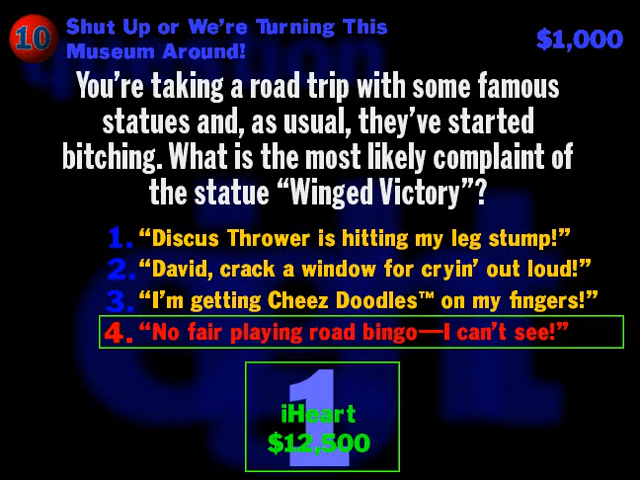 10
Shut Up or We're Turning This
Museum Around!
$1,000
You're taking a road trip with some famous
statues and, as usual, they've started
bitching. What is the most likely complaint of
the statue “Winged Victory”?
1. “Discus Thrower is hitting my leg stump!”
2. “David, crack a window for cryin’ out loud!”
3. “I'm getting Cheez Doodles™ on my fingers!”
4. “No fair playing road bingo—I can't see!”
1
iHeart
$12,500